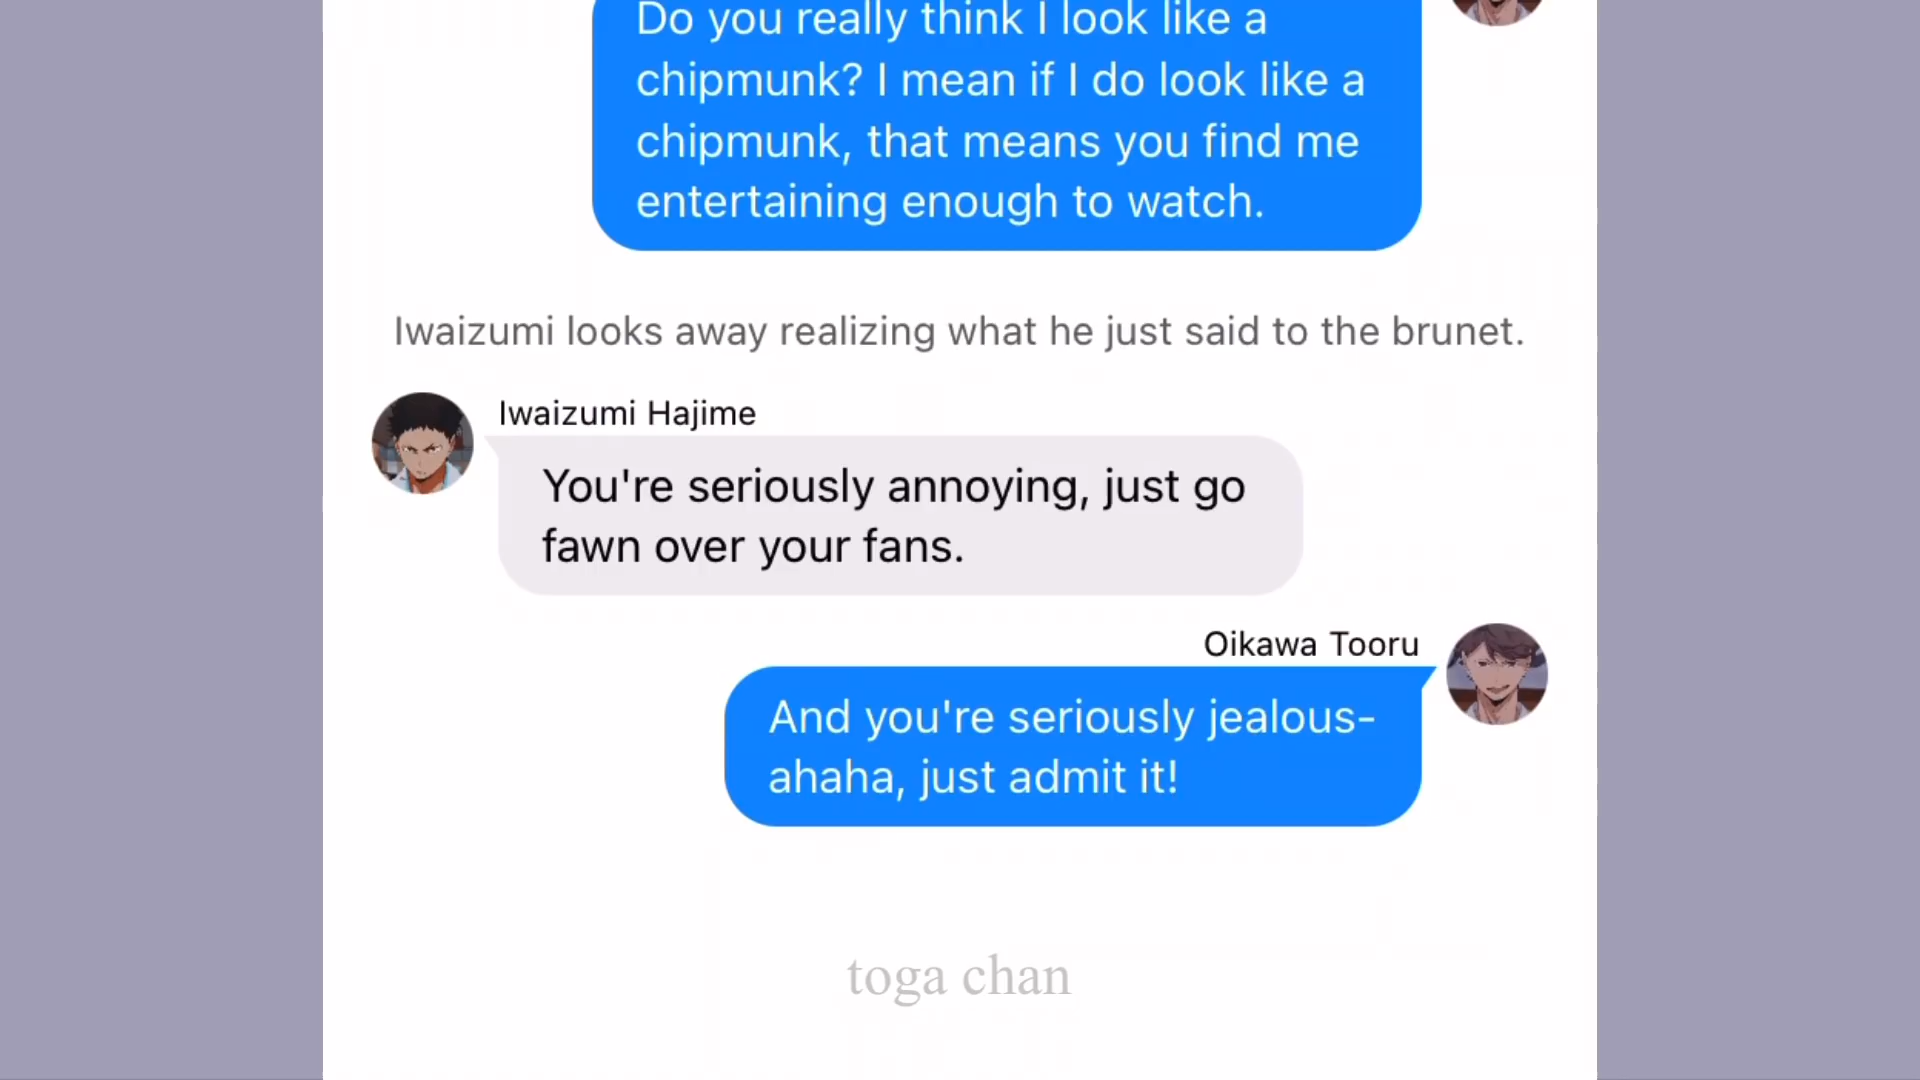 Do you really think I look like a
chipmunk? I mean if I do look like a
chipmunk, that means you find me
entertaining enough to watch.
Iwaizumi looks away realizing what he just said to the brunet.
Iwaizumi Hajime
You're seriously annoying, just go
fawn over your fans.
Oikawa Tooru
And you're seriously jealous-
ahaha, just admit it!
toga chan